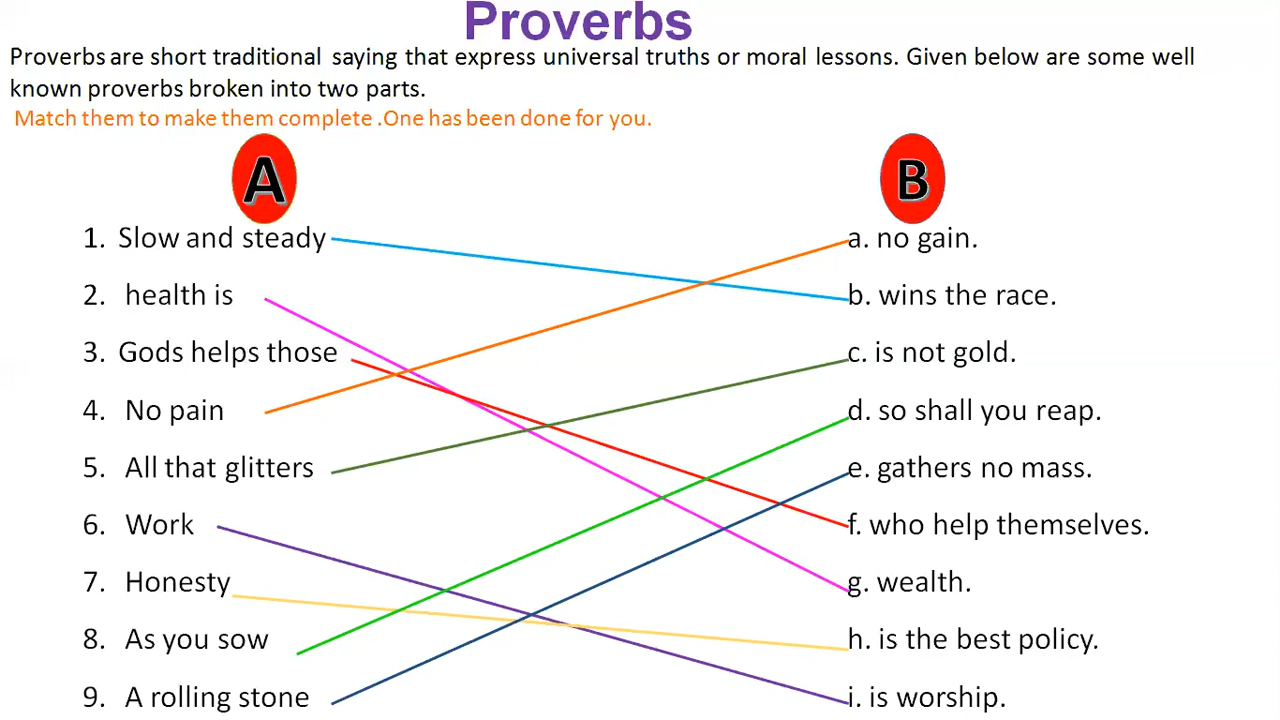 Proverbs
Proverbs are short traditional saying that express universal truths or moral lessons. Given below are some well
known proverbs broken into two parts.
Match them to make them complete .One has been done for you.
A B
1. Slow and steady a. no gain.
2. health is b. wins the race.
3. Gods helps those c. is not gold.
4. No pain d. so shall you reap.
5. All that glitters e. gathers no mass.
6. Work f. who help themselves.
7. Honesty g. wealth.
8. As you sow h. is the best policy.
9. A rolling stone i. is worship.